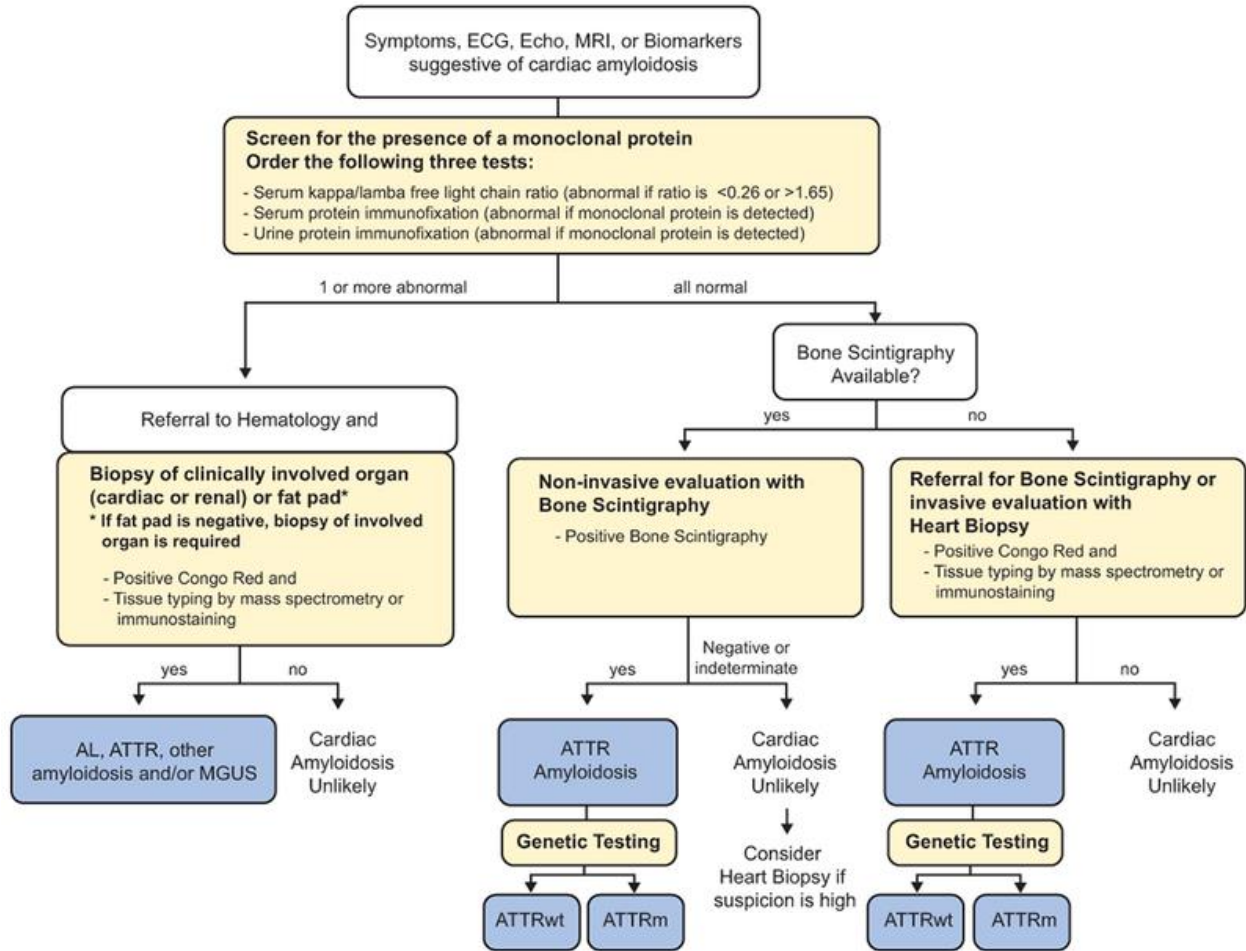 Symptoms, ECG, Echo, MRI, or Biomarkers
suggestive of cardiac amyloidosis
Screen for the presence of a monoclonal protein
Order the following three tests:
- Serum kappa/lamba free light chain ratio (abnormal if ratio is <0.26 or >1.65)
- Serum protein immunofixation (abnormal if monoclonal protein is detected)
- Urine protein immunofixation (abnormal if monoclonal protein is detected)
1 or more abnormal
all normal
Bone Scintigraphy
Available?
yes
no
Referral to Hematology and
Biopsy of clinically involved organ
(cardiac or renal) or fat pad*
* If fat pad is negative, biopsy of involved
organ is required
- Positive Congo Red and
- Tissue typing by mass spectrometry or
immunostaining
Non-invasive evaluation with
Bone Scintigraphy
- Positive Bone Scintigraphy
Referral for Bone Scintigraphy or
invasive evaluation with
Heart Biopsy
- Positive Congo Red and
- Tissue typing by mass spectrometry or
immunostaining
yes
no
yes
Negative or
indeterminate
yes
no
AL, ATTR, other
amyloidosis and/or MGUS
Cardiac
Amyloidosis
Unlikely
ATTR
Amyloidosis
Cardiac
Amyloidosis
Unlikely
ATTR
Amyloidosis
Cardiac
Amyloidosis
Unlikely
Genetic Testing
Consider
Heart Biopsy if
suspicion is high
Genetic Testing
ATTRwt
ATTRm
ATTRwt
ATTRm